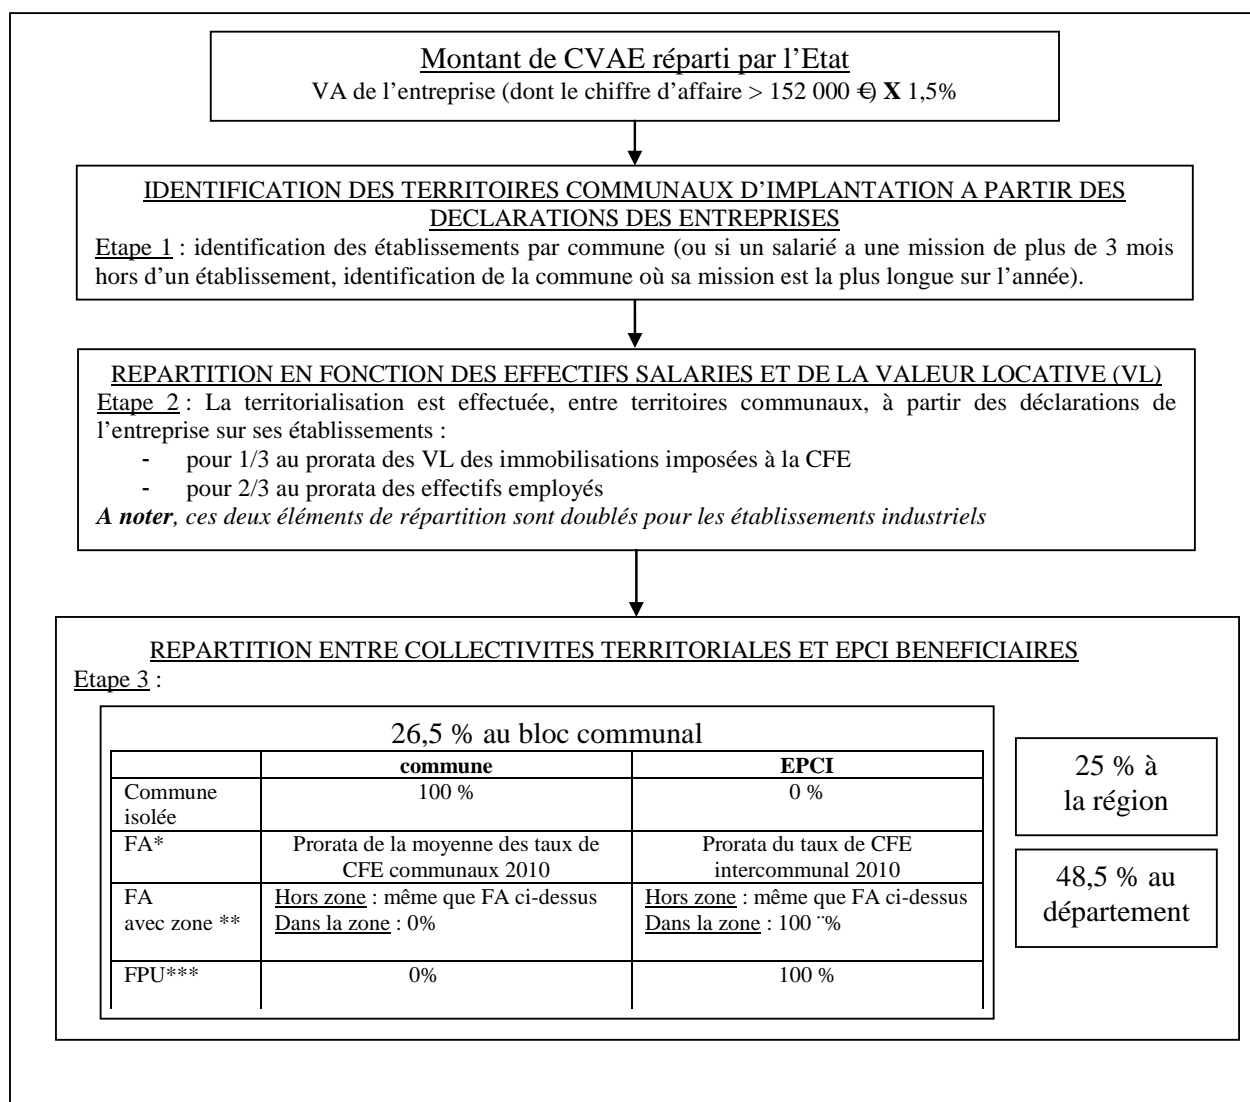 Montant de CVAE réparti par l'Etat
VA de l'entreprise (dont le chiffre d'affaire > 152 000 €) X 1,5%
IDENTIFICATION DES TERRITOIRES COMMUNAUX D'IMPLANTATION A PARTIR DES
DECLARATIONS DES ENTREPRISES
Etape 1 : identification des établissements par commune (ou si un salarié a une mission de plus de 3 mois
hors d'un établissement, identification de la commune où sa mission est la plus longue sur l'année).
REPARTITION EN FONCTION DES EFFECTIFS SALARIES ET DE LA VALEUR LOCATIVE (VL)
Etape 2 : La territorialisation est effectuée, entre territoires communaux, à partir des déclarations de
l'entreprise sur ses établissements :
- pour 1/3 au prorata des VL des immobilisations imposées à la CFE
- pour 2/3 au prorata des effectifs employés
A noter, ces deux éléments de répartition sont doublés pour les établissements industriels
REPARTITION ENTRE COLLECTIVITES TERRITORIALES ET EPCI BENEFICIAIRES
Etape 3 :
26,5 % au bloc communal
commune EPCI
Commune 100 % 0 %
isolée
FA* Prorata de la moyenne des taux de Prorata du taux de CFE
CFE communaux 2010 intercommunal 2010
FA Hors zone : même que FA ci-dessus Hors zone : même que FA ci-dessus
avec zone ** Dans la zone : 0% Dans la zone : 100 ¨%
FPU*** 0% 100 %
25 % à
la région
48,5 % au
département